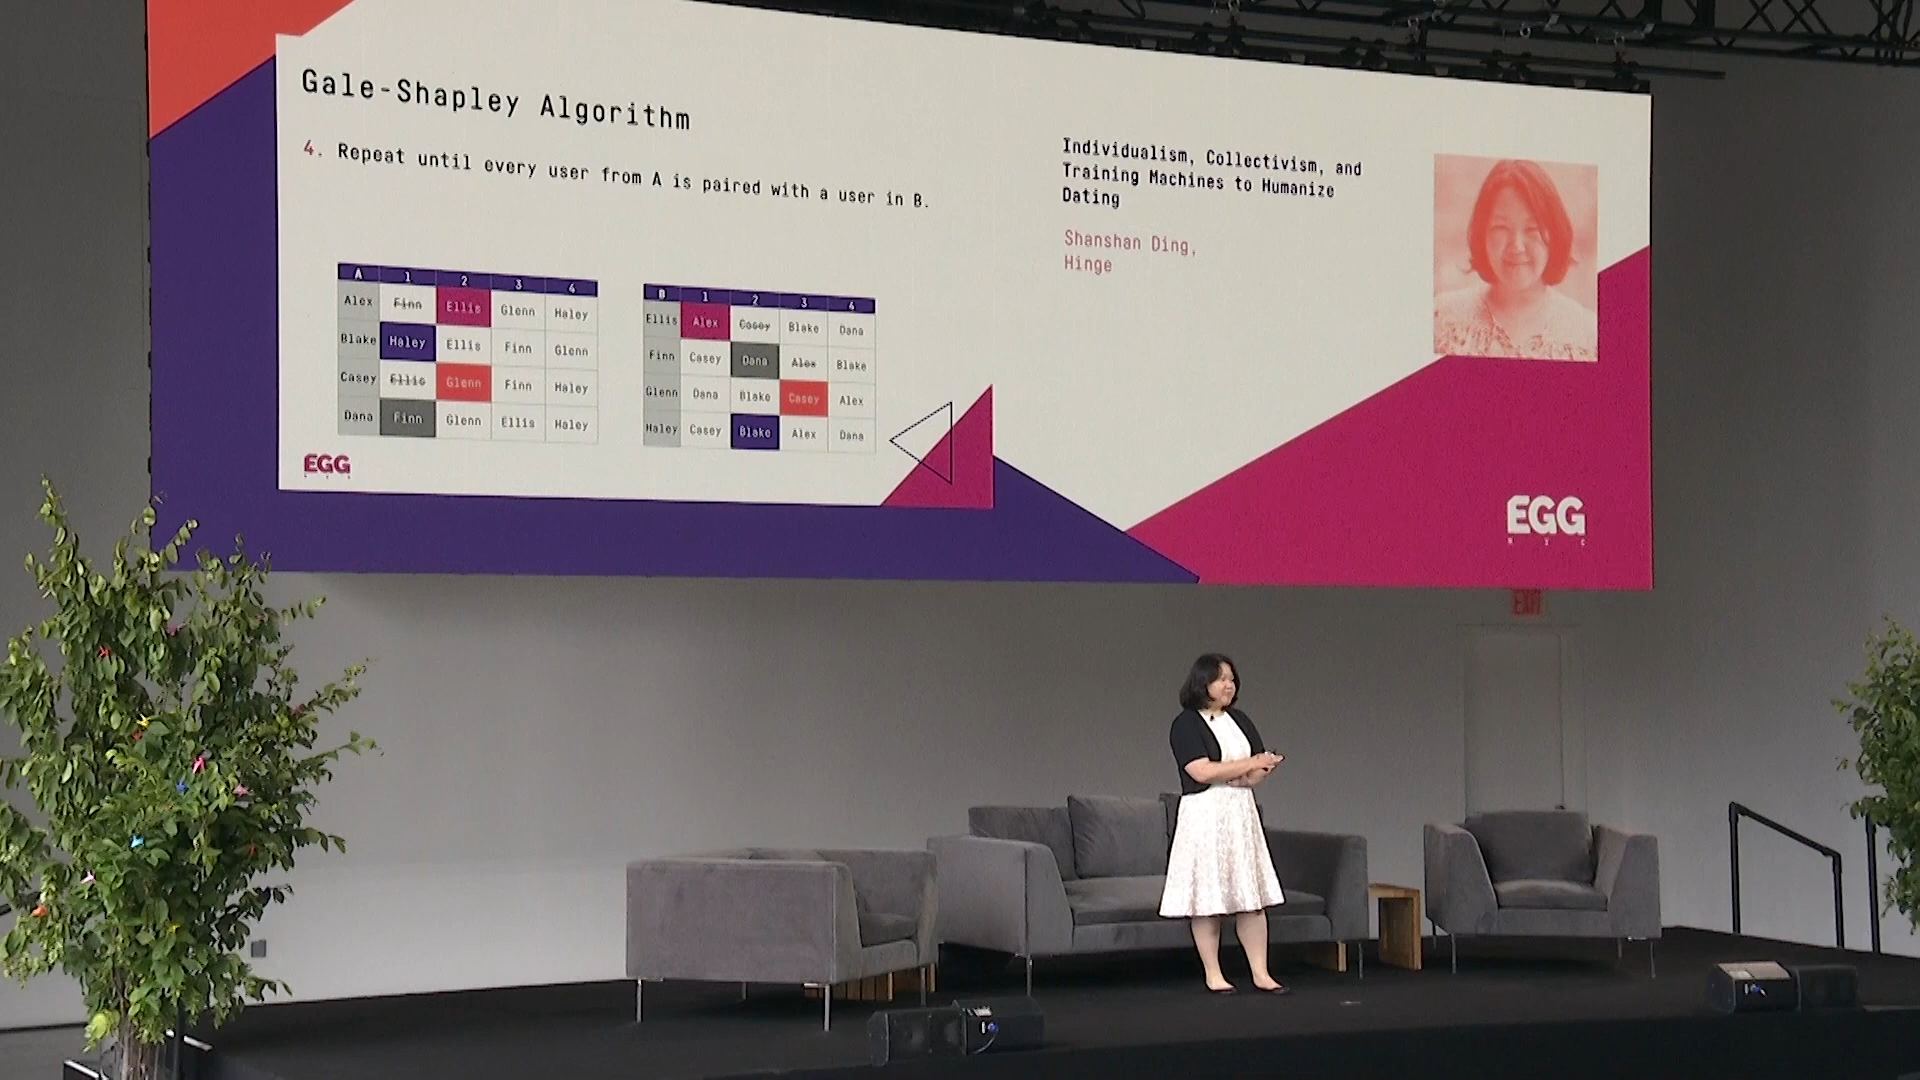 Gale-Shapley Algorithm
4. Repeat until every user from A is paired with a user in B.
A 1 2 3 4
Alex Finn Ellis Glenn Haley
Blake Haley Ellis Finn Glenn
Casey Ellis Glenn Finn Haley
Dana Finn Glenn Ellis Haley
B 1 2 3 4
Ellis Alex Casey Blake Dana
Finn Casey Dana Alex Blake
Glenn Dana Blake Casey Alex
Haley Casey Blake Alex Dana
EGG
Individualism, Collectivism, and
Training Machines to Humanize
Dating
Shanshan Ding,
Hinge
EGG
N Y C
EXIT